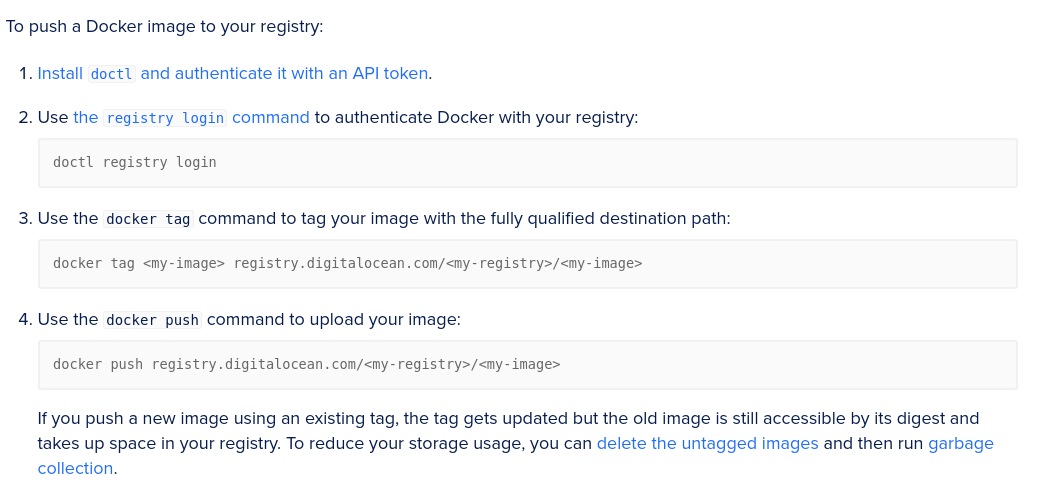 To push a Docker image to your registry:
1. Install doctl and authenticate it with an API token.
2. Use the registry login command to authenticate Docker with your registry:
doctl registry login
3. Use the docker tag command to tag your image with the fully qualified destination path:
docker tag <my-image> registry.digitalocean.com/<my-registry>/<my-image>
4. Use the docker push command to upload your image:
docker push registry.digitalocean.com/<my-registry>/<my-image>
If you push a new image using an existing tag, the tag gets updated but the old image is still accessible by its digest and
takes up space in your registry. To reduce your storage usage, you can delete the untagged images and then run garbage
collection.